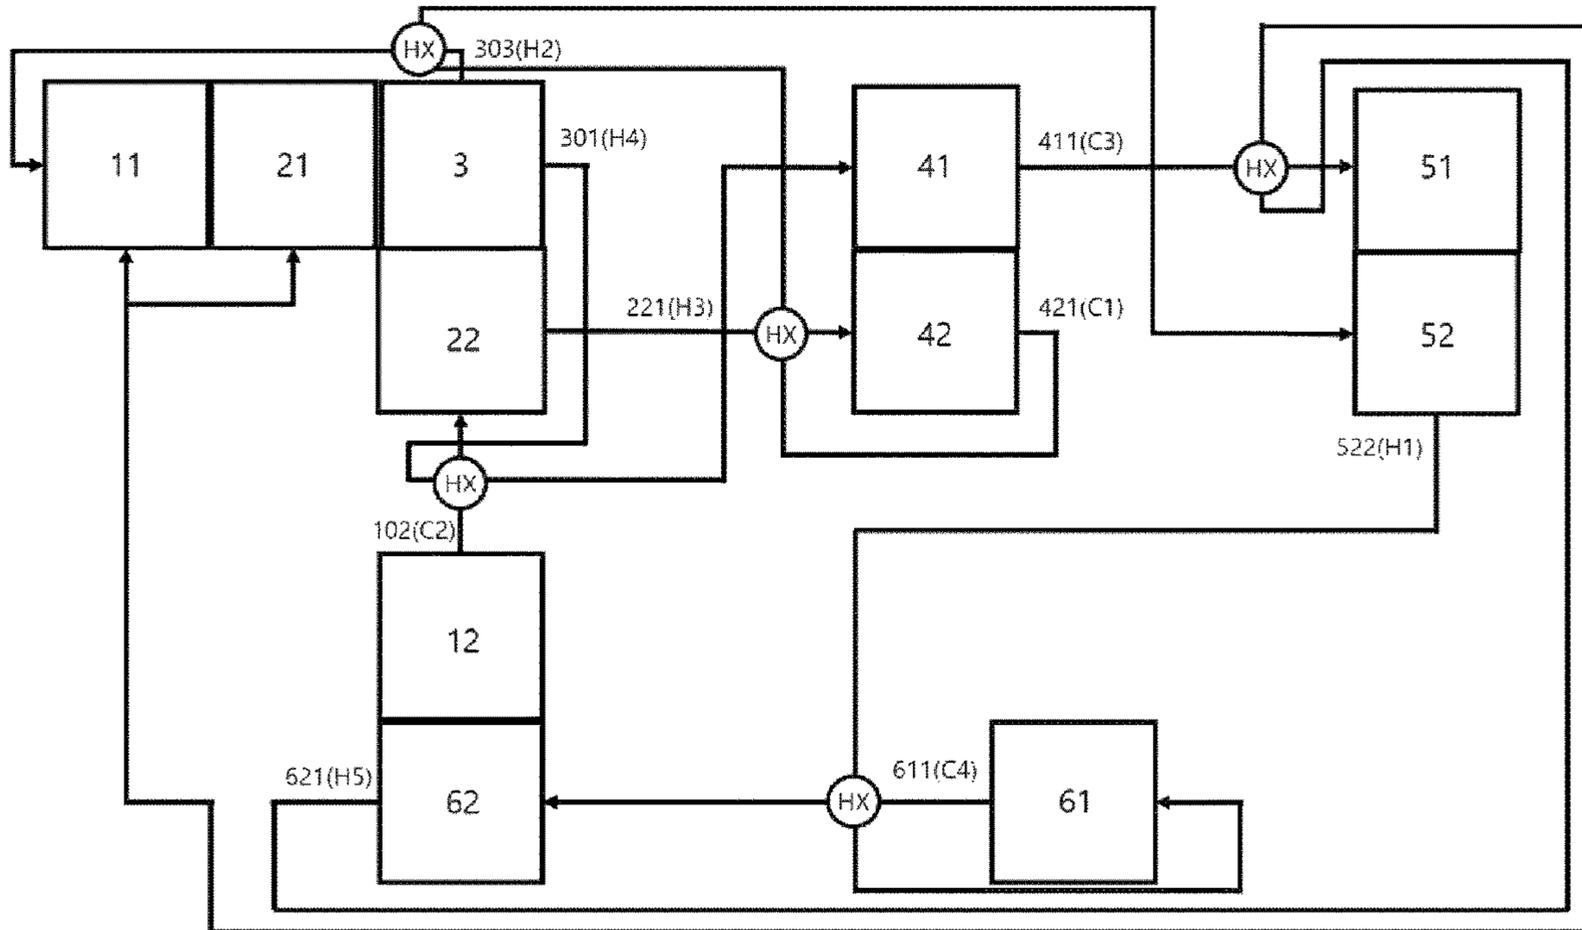 HX
303(H2)
11
21
3
301(H4)
41
411(C3)
HX
51
22
221(H3)
HX
42
421(C1)
52
522(H1)
HX
102(C2)
12
621(H5)
62
HX
611(C4)
61